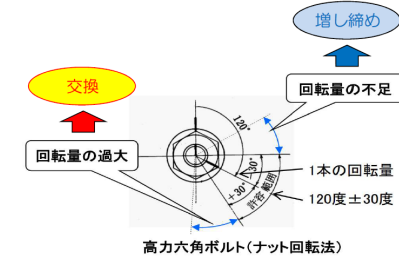 増し締め
交換
回転量の不足
120°
回転量の過大
-30°
+30°
許容範囲
1本の回転量
120度±30度
高力六角ボルト(ナット回転法)